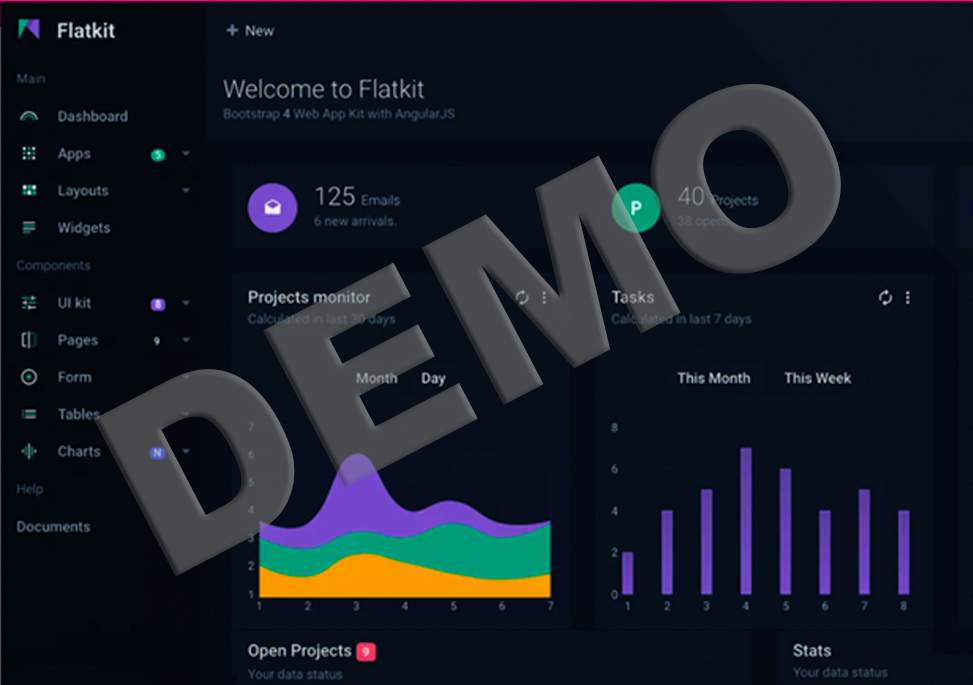 Flatkit
Main
Dashboard
Apps 5
Layouts
Widgets
Components
UI kit 8
Pages 9
Form
Tables
Charts N
Help
Documents
+ New
Welcome to Flatkit
Bootstrap 4 Web App Kit with AngularJS
125 Emails
6 new arrivals.
P
40 Projects
38 open.
Projects monitor
Calculated in last 30 days
Month Day
7
6
5
4
3
2
1
1 2 3 4 5 6 7
Tasks
Calculated in last 7 days
This Month This Week
8
6
4
2
0
1 2 3 4 5 6 7 8
Open Projects 9
Your data status
Stats
Your data status
DEMO